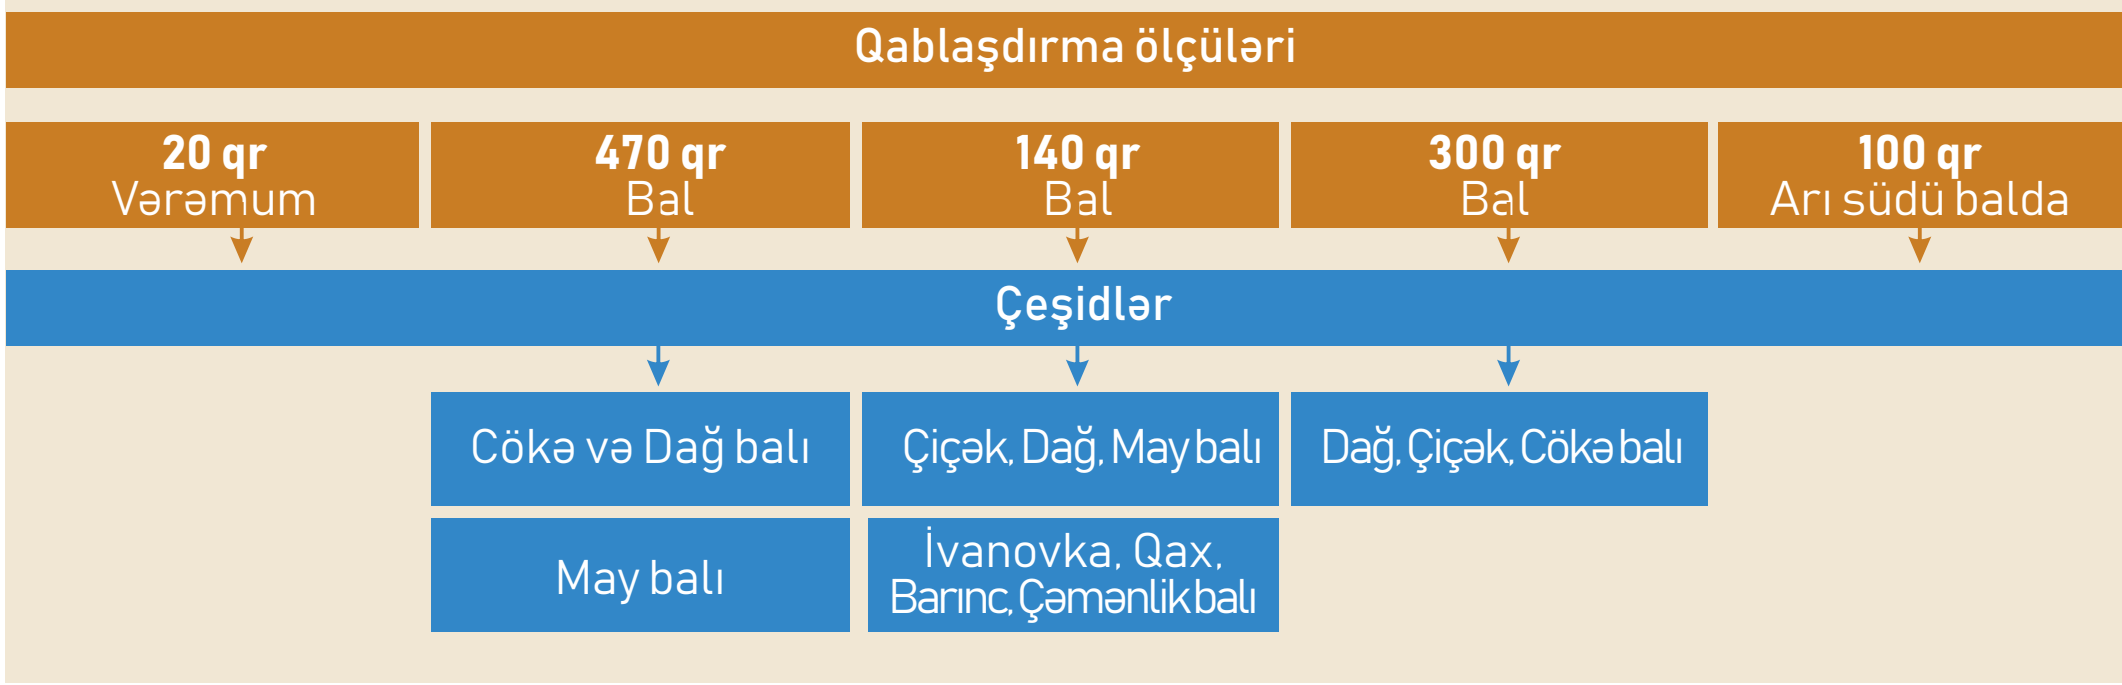 Qablaşdırma ölçüləri
20 qr
Vərəmum
470 qr
Bal
140 qr
Bal
300 qr
Bal
100 qr
Arı südü balda
Çeşidlər
Cökə və Dağ balı
Çiçək, Dağ, May balı
Dağ, Çiçək, Cökə balı
May balı
İvanovka, Qax,
Barınc, Çəmənlik balı